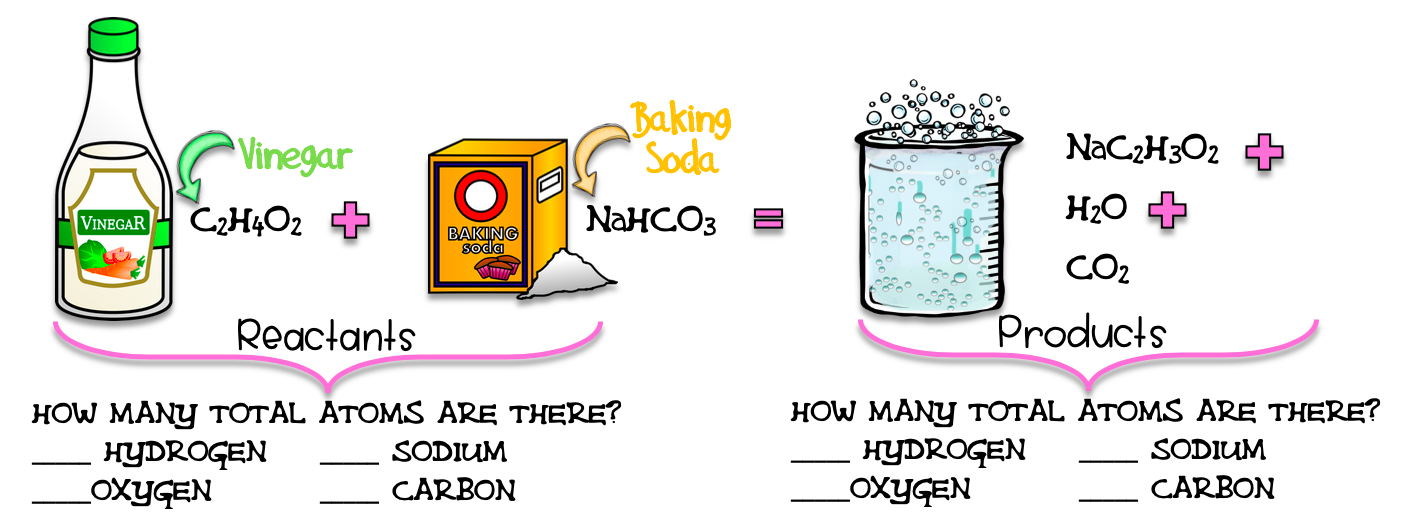 Vinegar
C₂H₄O₂
VINEGAR
Baking
Soda
NaHCO₃
BAKING
soda
NaC₂H₃O₂
H₂O
CO₂
Reactants
HOW MANY TOTAL ATOMS ARE THERE?
____ HYDROGEN ____ SODIUM
____OXYGEN ____ CARBON
Products
HOW MANY TOTAL ATOMS ARE THERE?
____ HYDROGEN ____ SODIUM
____OXYGEN ____ CARBON